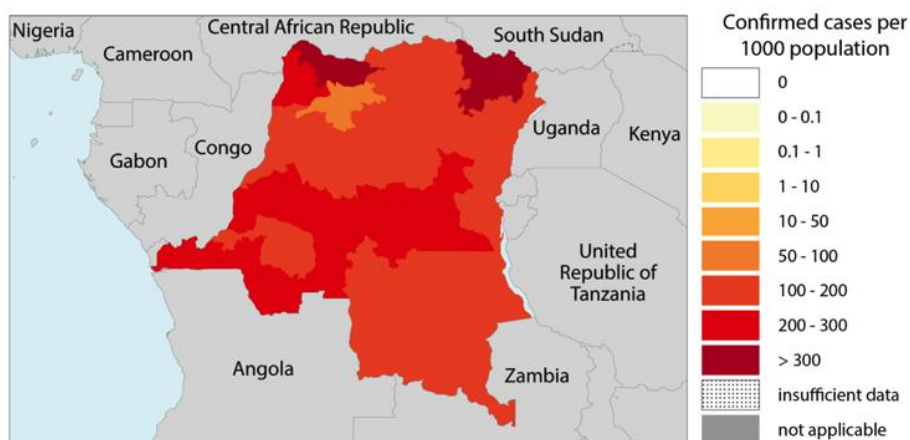 Nigeria
Central African Republic
South Sudan
Cameroon
Uganda
Kenya
Congo
Gabon
United
Republic of
Tanzania
Angola
Zambia
Confirmed cases per
1000 population
0
0 - 0.1
0.1 - 1
1 - 10
10 - 50
50 - 100
100 - 200
200 - 300
> 300
insufficient data
not applicable